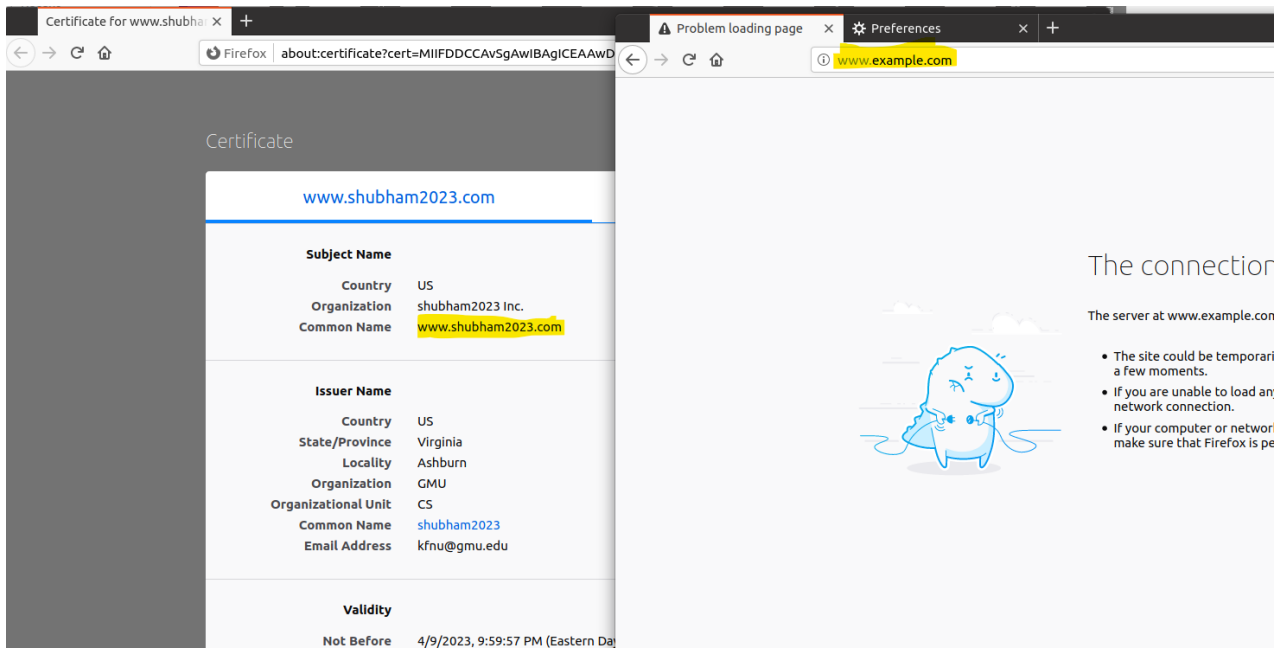 Certificate for www.shubha
Firefox about:certificate?cert=MIIFDDCCAvSgAwIBAgICEAAwD
Certificate
www.shubham2023.com
Subject Name
Country US
Organization shubham2023 Inc.
Common Name www.shubham2023.com
Issuer Name
Country US
State/Province Virginia
Locality Ashburn
Organization GMU
Organizational Unit CS
Common Name shubham2023
Email Address kfnu@gmu.edu
Validity
Not Before 4/9/2023, 9:59:57 PM (Eastern Da
Problem loading page Preferences
www.example.com
The connection
The server at www.example.com
• The site could be temporari
a few moments.
• If you are unable to load any
network connection.
• If your computer or network
make sure that Firefox is pe